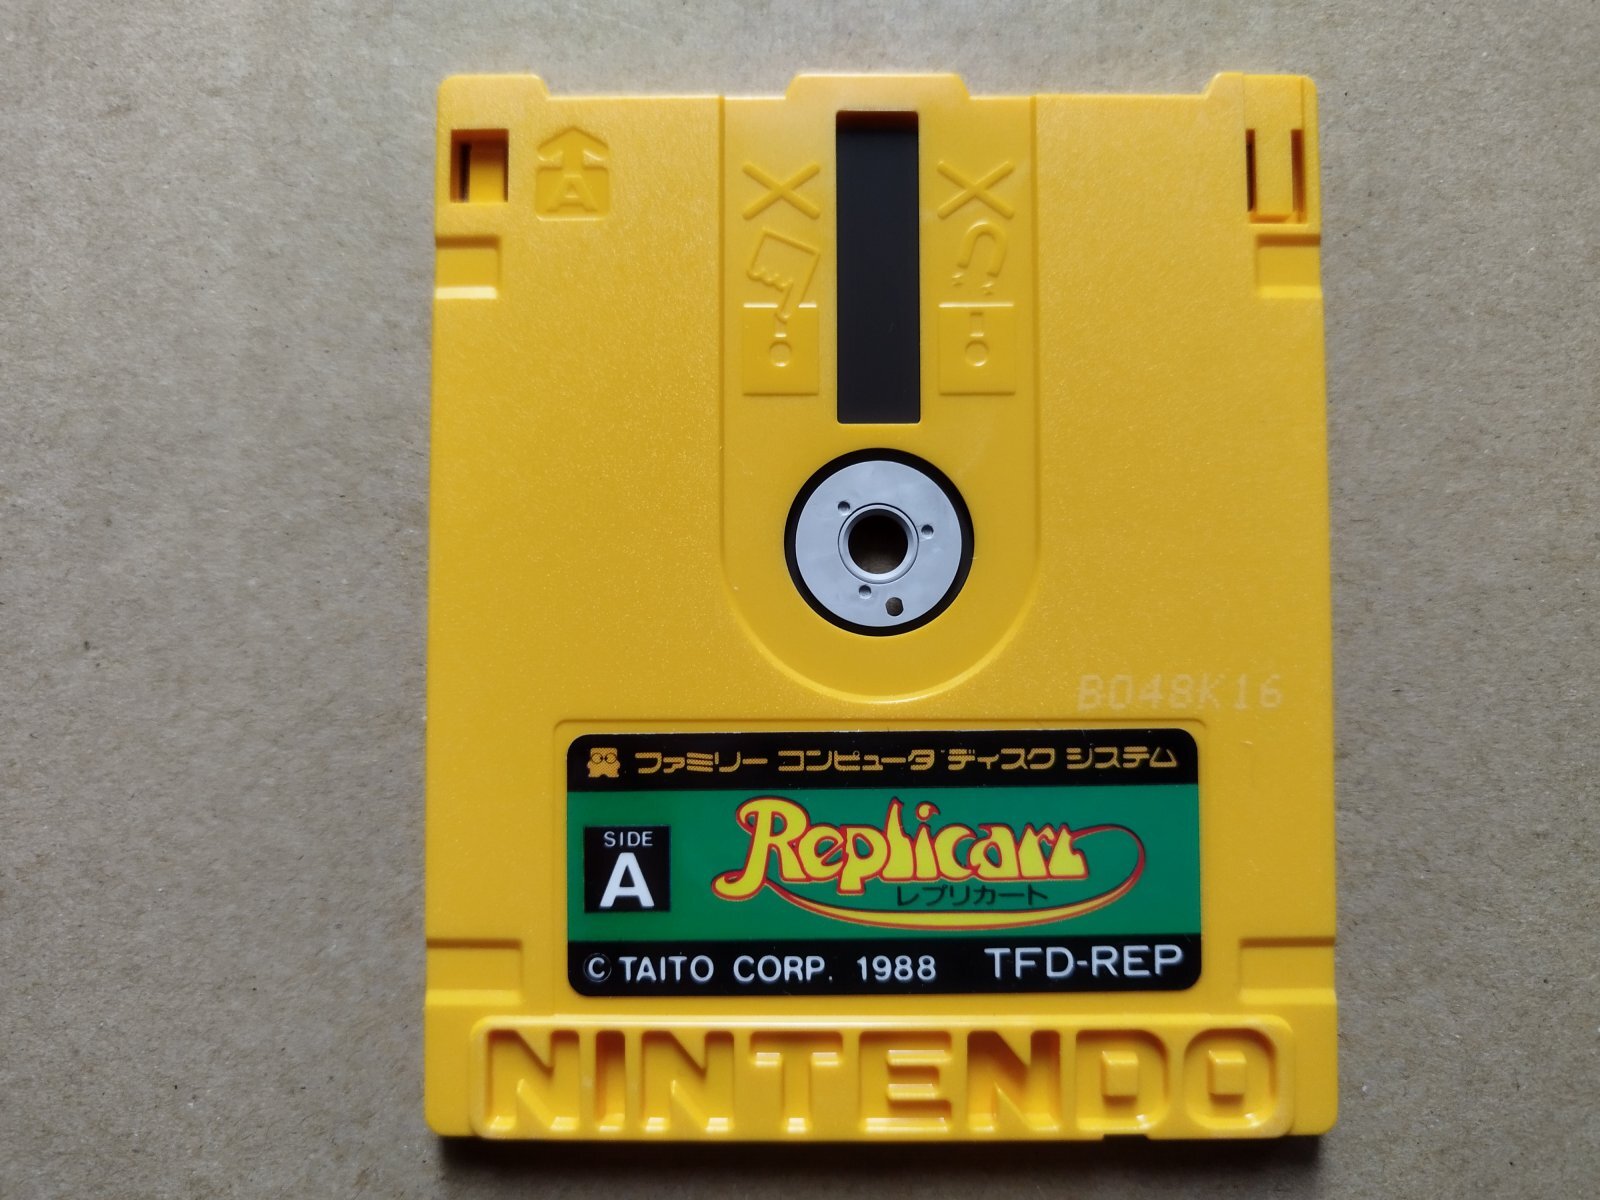 A
B048K16
ファミリー コンピュータ ディスク システム
SIDE
A
Replicart
レプリカート
© TAITO CORP. 1988 TFD-REP
NINTENDO